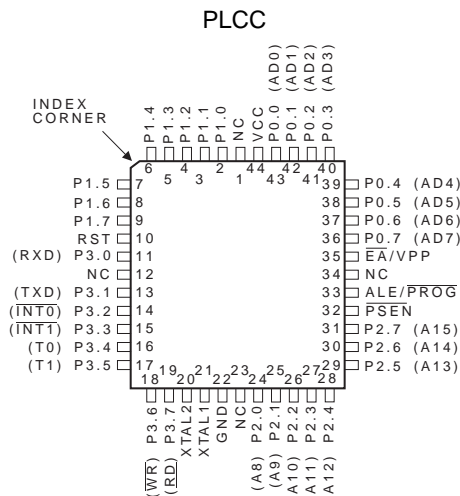 PLCC
INDEX
CORNER
P1.4
P1.3
P1.2
P1.1
P1.0
NC
VCC
P0.0 (AD0)
P0.1 (AD1)
P0.2 (AD2)
P0.3 (AD3)
6
5
4
3
2
1
44
43
42
41
40
P1.5 7
P1.6 8
P1.7 9
RST 10
(RXD) P3.0 11
NC 12
(TXD) P3.1 13
(INT0) P3.2 14
(INT1) P3.3 15
(T0) P3.4 16
(T1) P3.5 17
39 P0.4 (AD4)
38 P0.5 (AD5)
37 P0.6 (AD6)
36 P0.7 (AD7)
35 EA/VPP
34 NC
33 ALE/PROG
32 PSEN
31 P2.7 (A15)
30 P2.6 (A14)
29 P2.5 (A13)
18
19
20
21
22
23
24
25
26
27
28
(WR) P3.6
(RD) P3.7
XTAL2
XTAL1
GND
NC
(A8) P2.0
(A9) P2.1
A10) P2.2
A11) P2.3
A12) P2.4